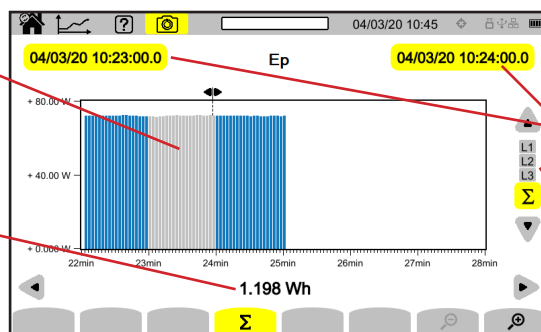 ? 04/03/20 10:45
04/03/20 10:23:00.0 Ep 04/03/20 10:24:00.0
+ 80.00 W
L1
L2
+ 40.00 W L3
Σ
+ 0.000 W
22min 23min 24min 25min 26min 27min 28min
1.198 Wh
Σ